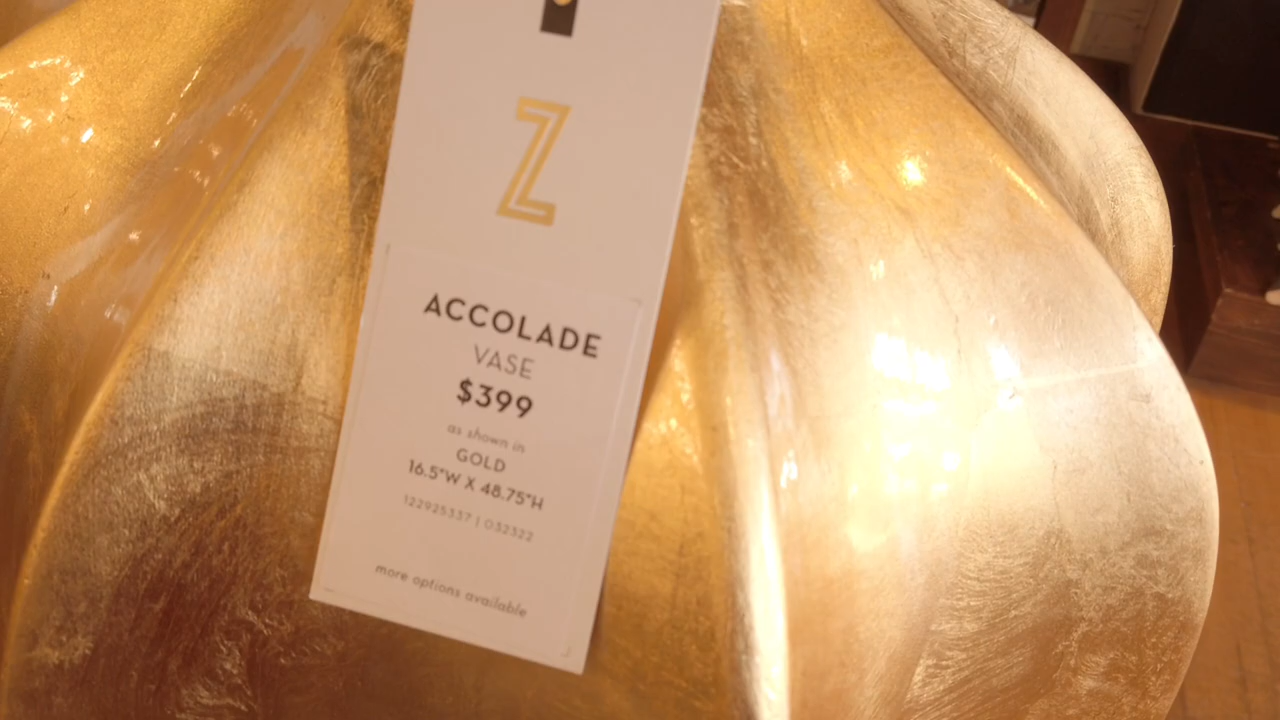 Z
ACCOLADE
VASE
$399
as shown in
GOLD
16.5"W X 48.75"H
122925337 | 032322
more options available